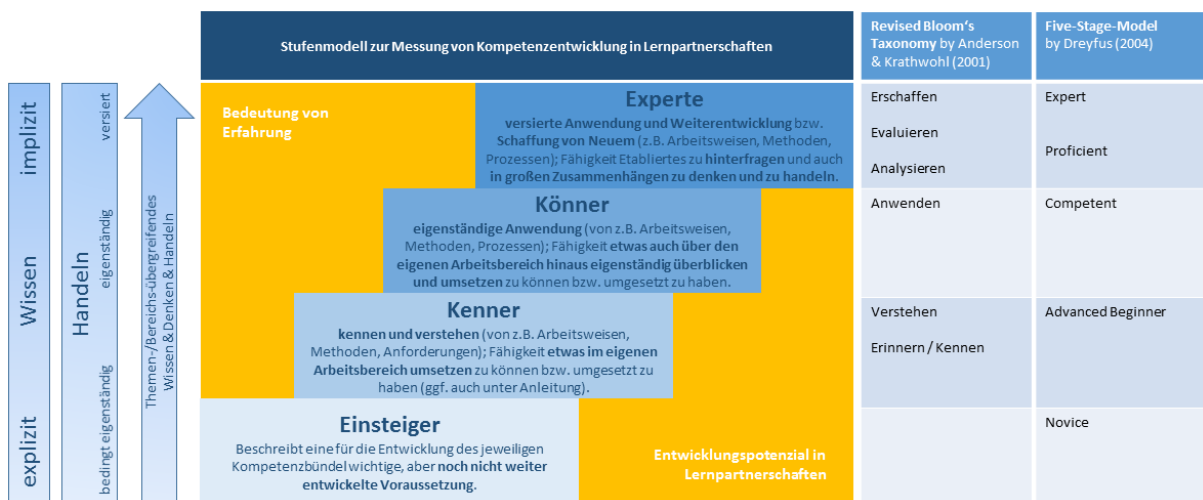 Stufenmodell zur Messung von Kompetenzentwicklung in Lernpartnerschaften
Revised Bloom's
Taxonomy by Anderson
& Krathwohl (2001)
Five-Stage-Model
by Dreyfus (2004)
implizit
Wissen
explizit
versiert
eigenständig
bedingt eigenständig
Handeln
Themen-/Bereichs-übergreifendes
Wissen & Denken & Handeln
Bedeutung von
Erfahrung
Experte
versierte Anwendung und Weiterentwicklung bzw.
Schaffung von Neuem (z.B. Arbeitsweisen, Methoden,
Prozessen); Fähigkeit Etabliertes zu hinterfragen und auch
in großen Zusammenhängen zu denken und zu handeln.
Erschaffen
Evaluieren
Analysieren
Expert
Proficient
Könner
eigenständige Anwendung (von z.B. Arbeitsweisen,
Methoden, Prozessen); Fähigkeit etwas auch über den
eigenen Arbeitsbereich hinaus eigenständig überblicken
und umsetzen zu können bzw. umgesetzt zu haben.
Anwenden
Competent
Kenner
kennen und verstehen (von z.B. Arbeitsweisen,
Methoden, Anforderungen); Fähigkeit etwas im eigenen
Arbeitsbereich umsetzen zu können bzw. umgesetzt zu
haben (ggf. auch unter Anleitung).
Verstehen
Erinnern / Kennen
Advanced Beginner
Einsteiger
Beschreibt eine für die Entwicklung des jeweiligen
Kompetenzbündel wichtige, aber noch nicht weiter
entwickelte Voraussetzung.
Entwicklungspotenzial in
Lernpartnerschaften
Novice